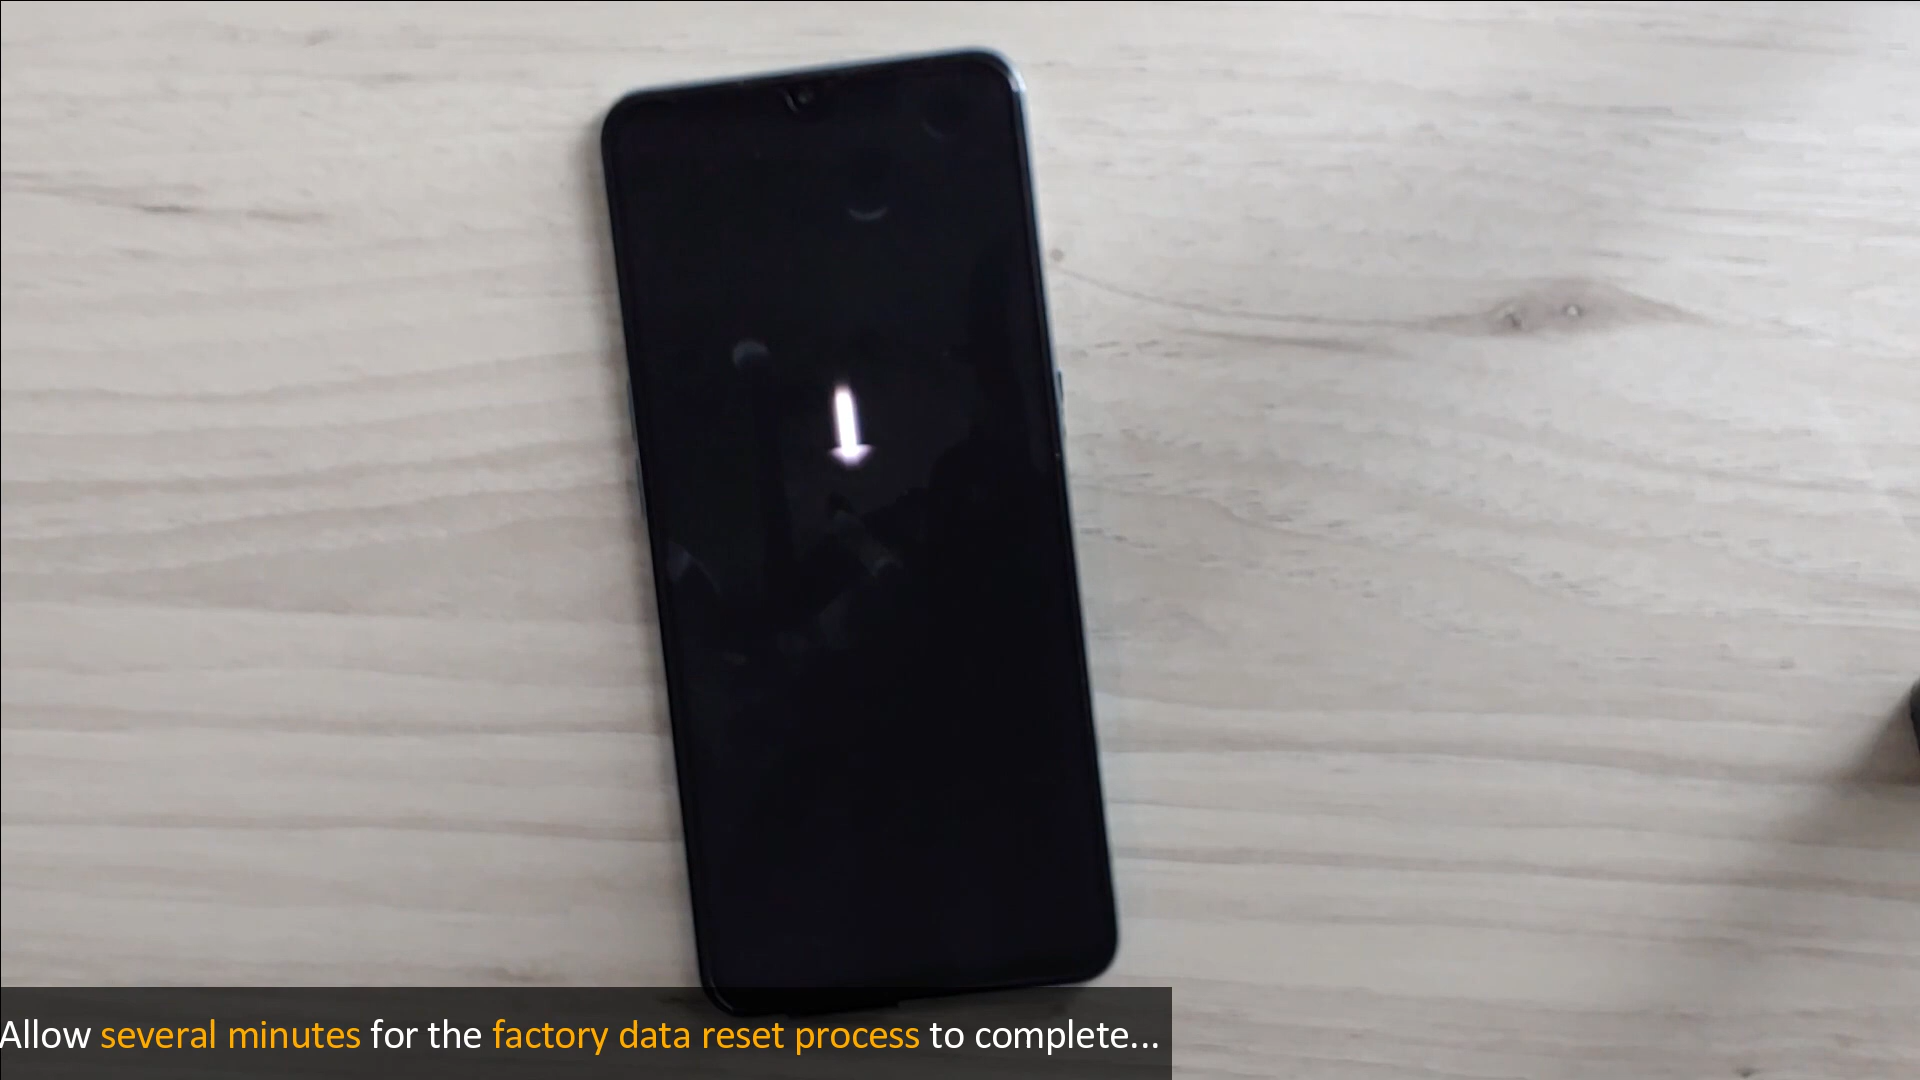 Allow several minutes for the factory data reset process to complete...